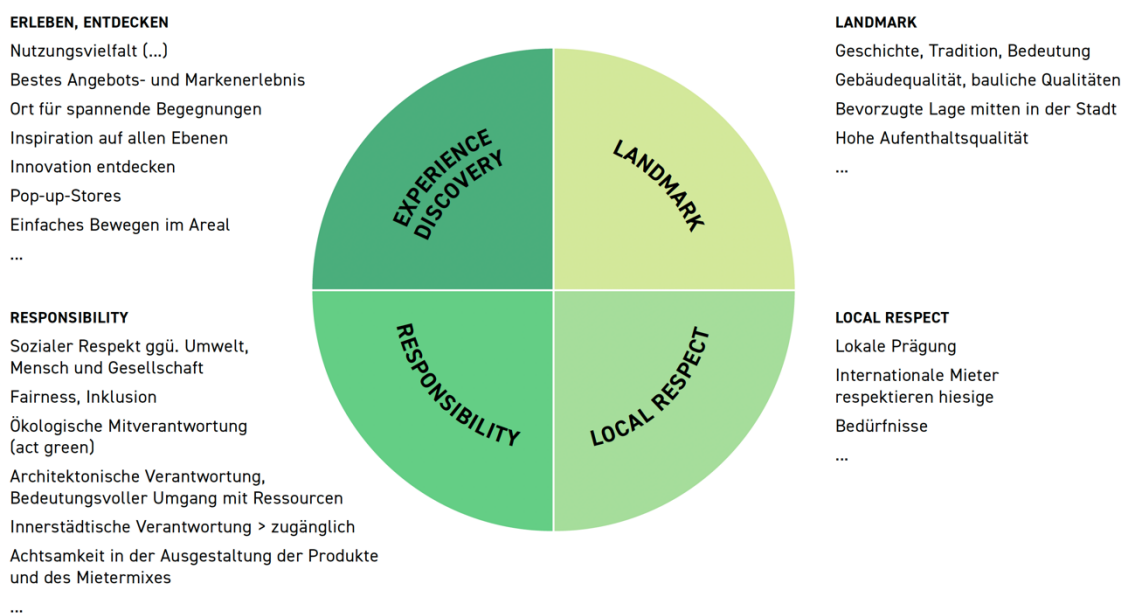 ERLEBEN, ENTDECKEN
Nutzungsvielfalt (...)
Bestes Angebots- und Markenerlebnis
Ort für spannende Begegnungen
Inspiration auf allen Ebenen
Innovation entdecken
Pop-up-Stores
Einfaches Bewegen im Areal
...
RESPONSIBILITY
Sozialer Respekt ggü. Umwelt,
Mensch und Gesellschaft
Fairness, Inklusion
Ökologische Mitverantwortung
(act green)
Architektonische Verantwortung,
Bedeutungsvoller Umgang mit Ressourcen
Innerstädtische Verantwortung > zugänglich
Achtsamkeit in der Ausgestaltung der Produkte
und des Mietermixes
...
EXPERIENCE
DISCOVERY
LANDMARK
RESPONSIBILITY
LOCAL RESPECT
LANDMARK
Geschichte, Tradition, Bedeutung
Gebäudequalität, bauliche Qualitäten
Bevorzugte Lage mitten in der Stadt
Hohe Aufenthaltsqualität
...
LOCAL RESPECT
Lokale Prägung
Internationale Mieter
respektieren hiesige
Bedürfnisse
...